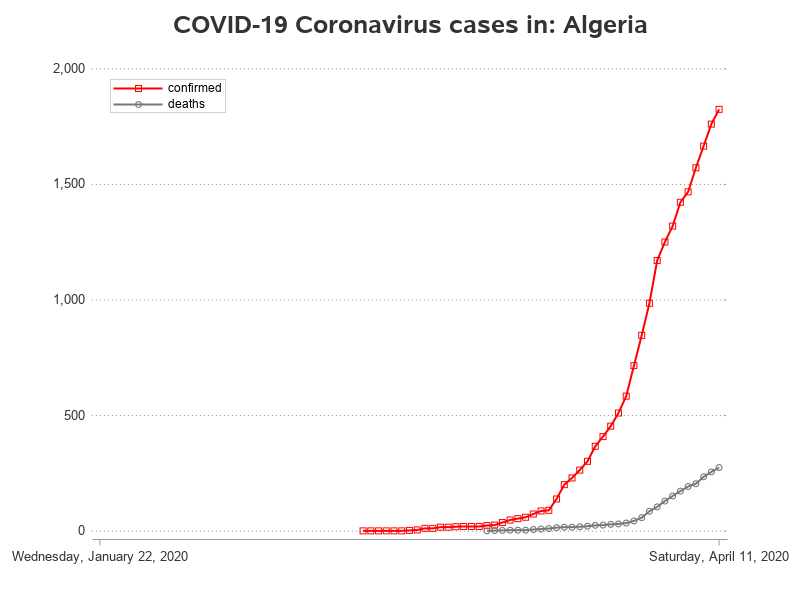 COVID-19 Coronavirus cases in: Algeria
2,000
confirmed
deaths
1,500
1,000
500
0
Wednesday, January 22, 2020
Saturday, April 11, 2020